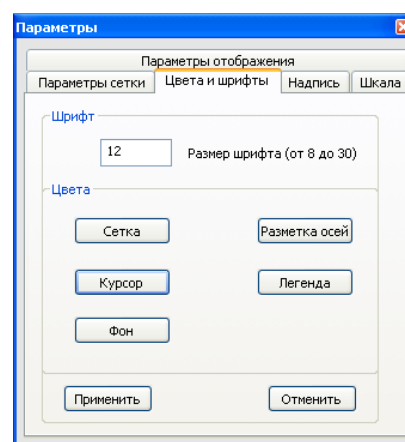 Параметры
Параметры отображения
Параметры сетки Цвета и шрифты Надпись Шкала
Шрифт
12 Размер шрифта (от 8 до 30)
Цвета
Сетка Разметка осей
Курсор Легенда
Фон
Применить Отменить